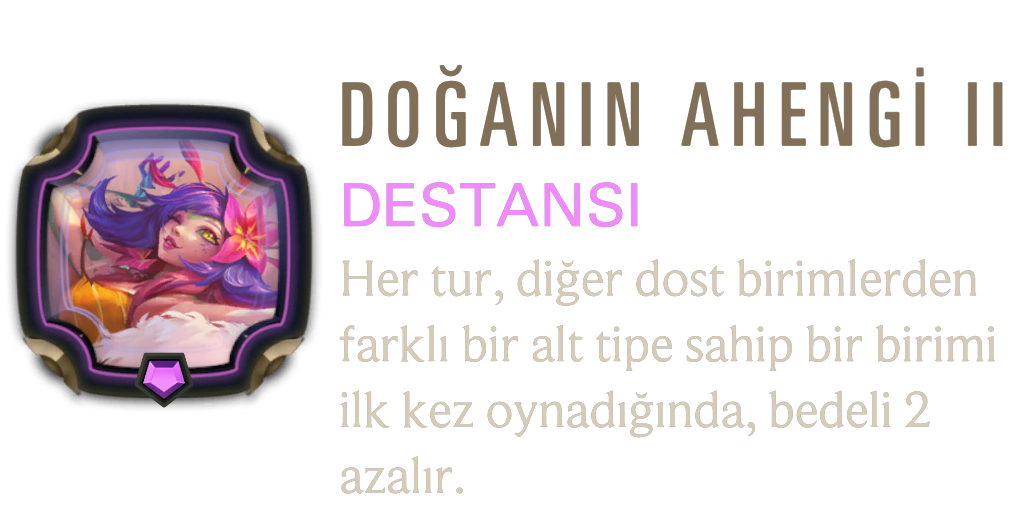 DOĞANIN AHENGİ II
DESTANSI
Her tur, diğer dost birimlerden
farklı bir alt tipe sahip bir birimi
ilk kez oynadığında, bedeli 2
azalır.